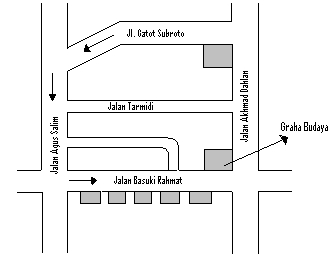 Jl. Gatot Subroto
Jalan Akhmad Dahlan
Jalan Tarmidi
Graha Budaya
Jalan Agus Salim
Jalan Basuki Rahmat